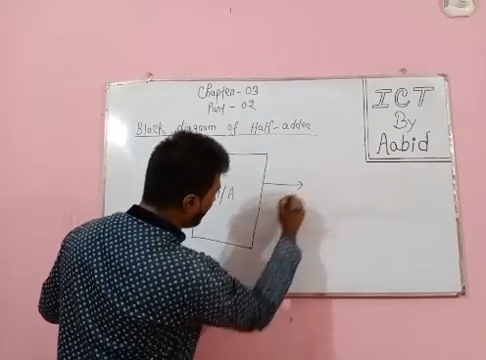 Chapter-03
Part - 02
Block diagram of Half-adder
ICT
By
Aabid
/A